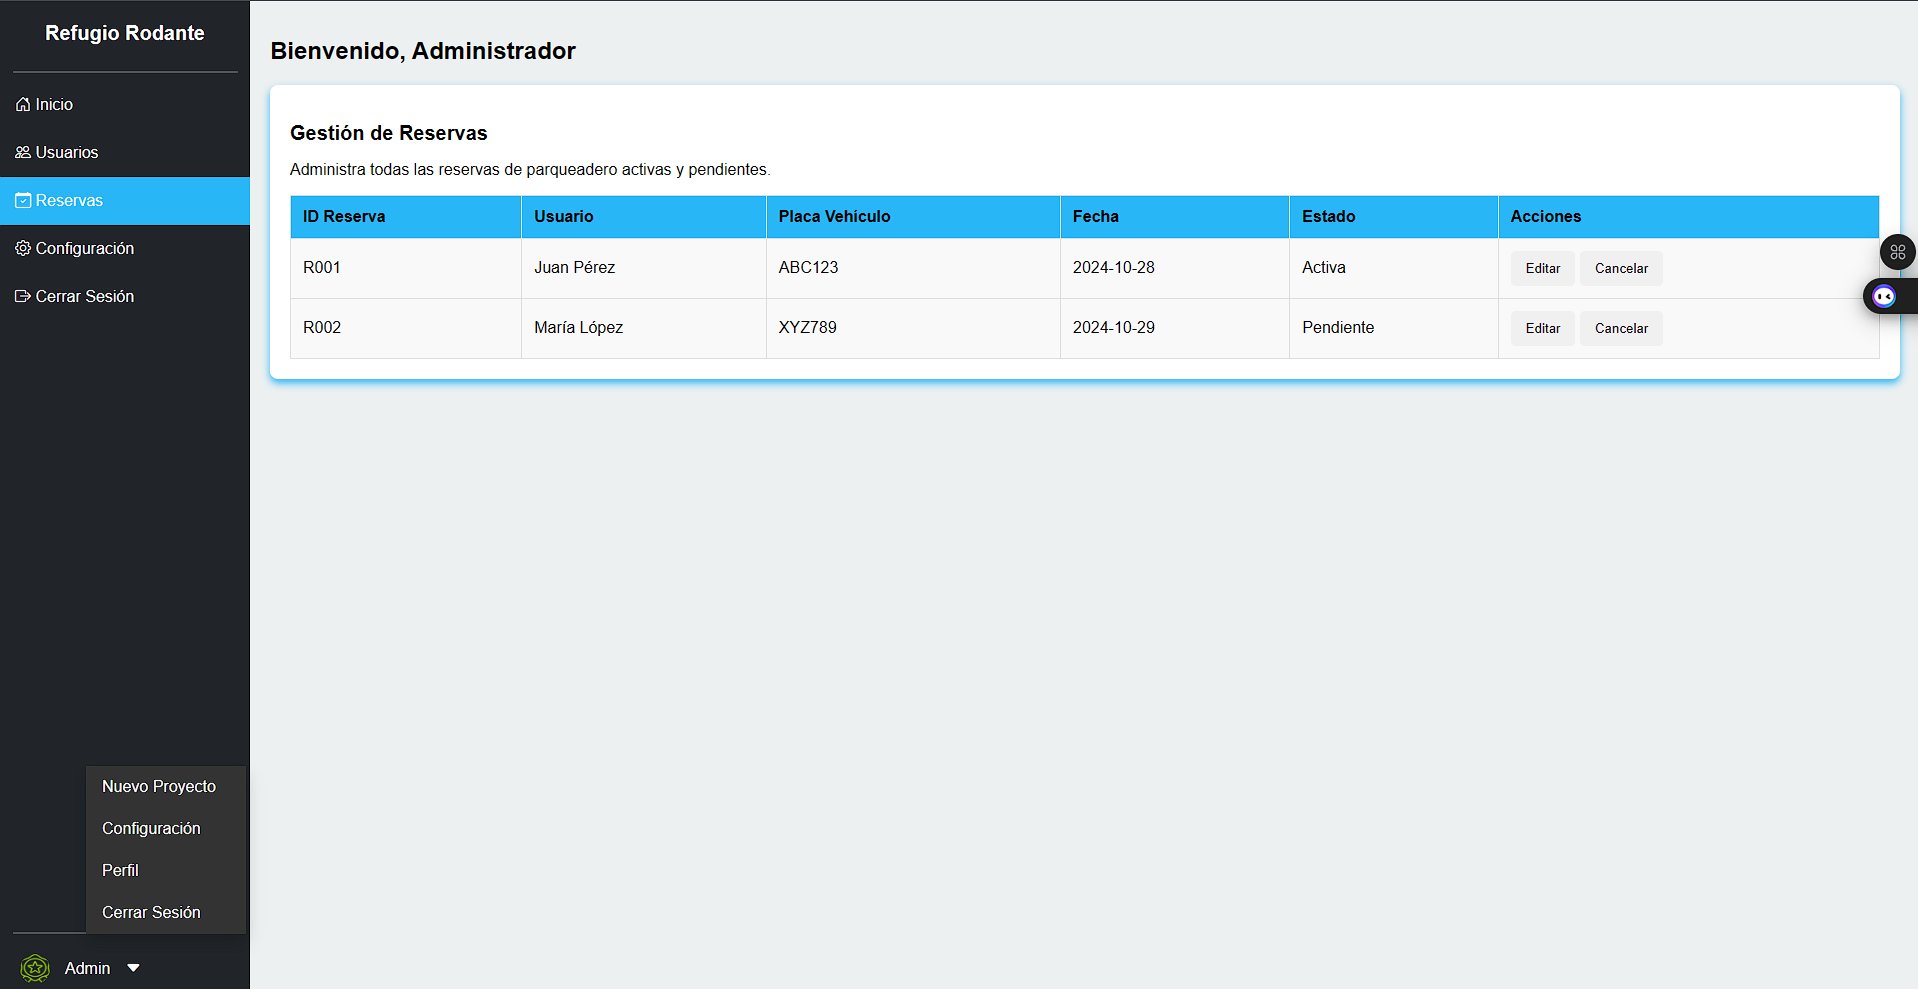 Refugio Rodante
Inicio
Usuarios
Reservas
Configuración
Cerrar Sesión
Bienvenido, Administrador
Gestión de Reservas
Administra todas las reservas de parqueadero activas y pendientes.
ID Reserva Usuario Placa Vehículo Fecha Estado Acciones
R001 Juan Pérez ABC123 2024-10-28 Activa Editar Cancelar
R002 María López XYZ789 2024-10-29 Pendiente Editar Cancelar
Nuevo Proyecto
Configuración
Perfil
Cerrar Sesión
Admin